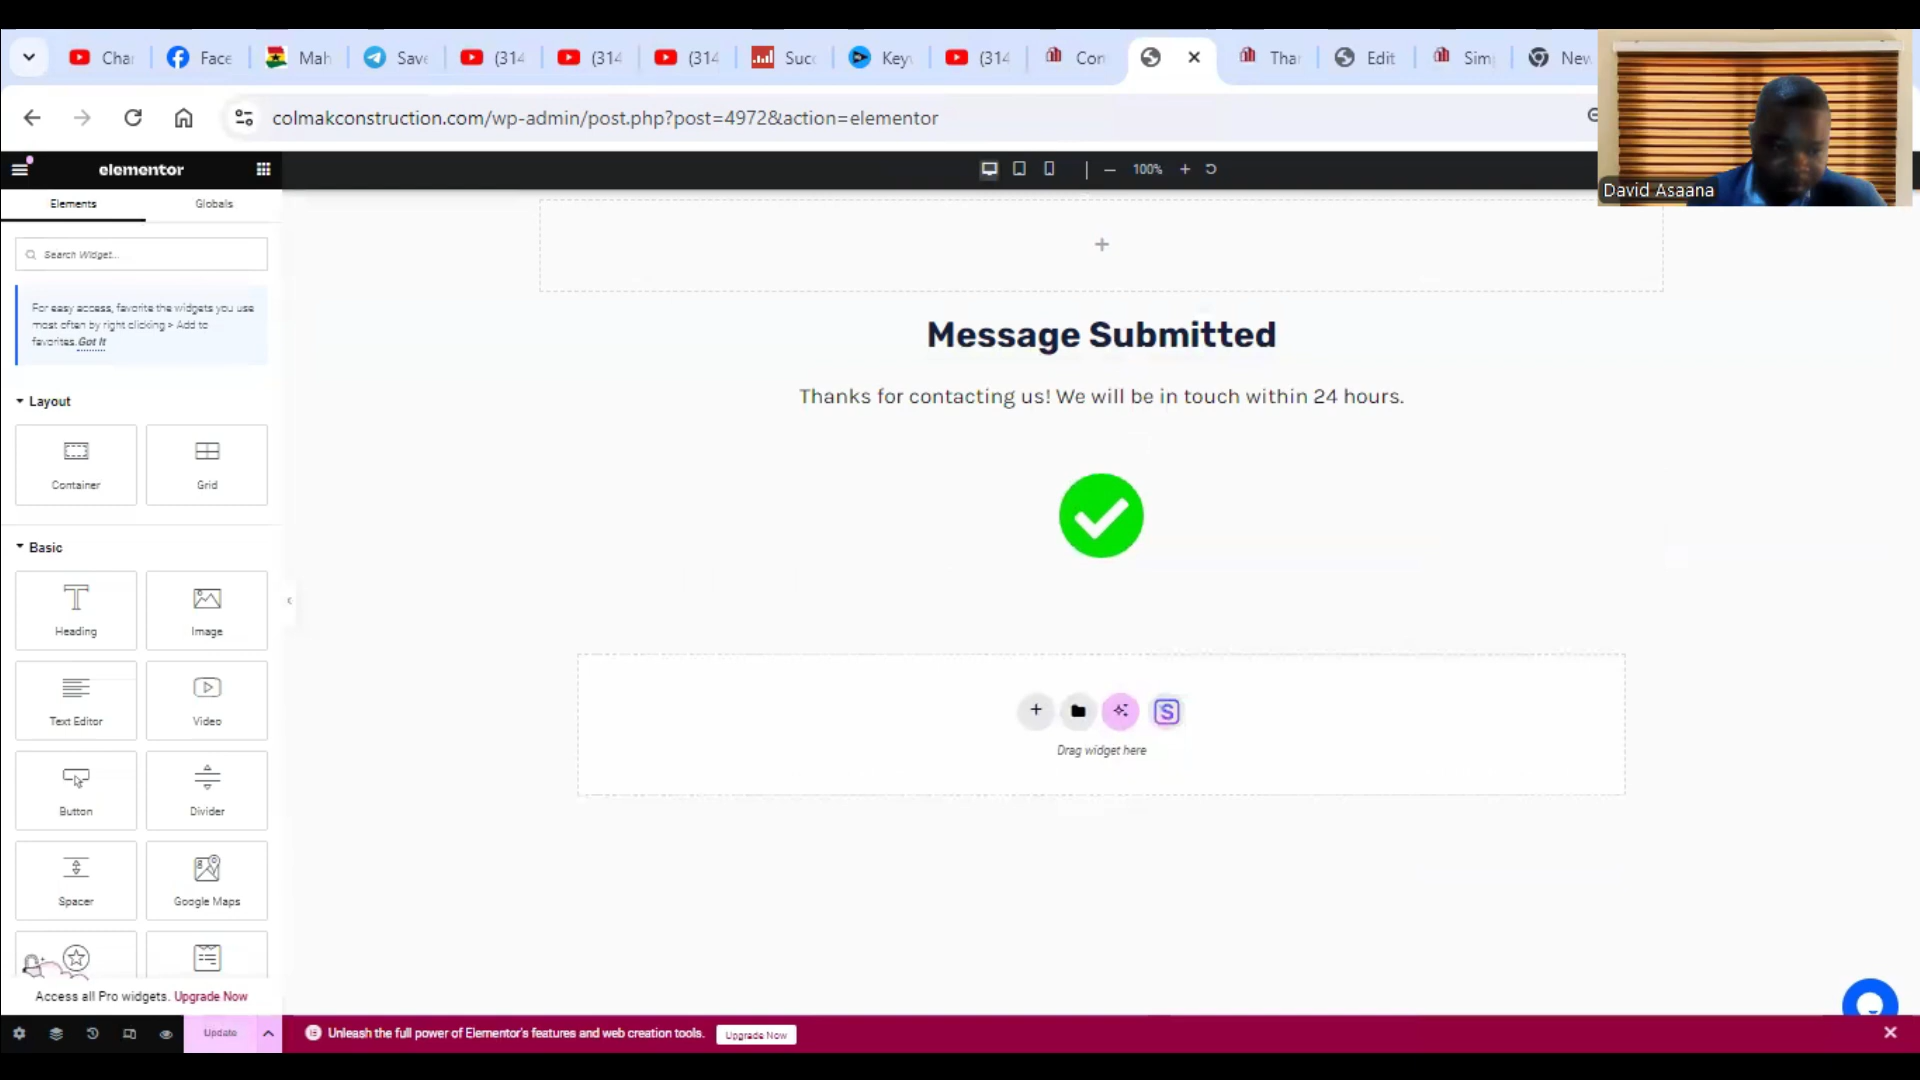 Char
Face
Mah
Save
(314
(314
(314
Succ
Keyv
(314
Con
Thar
Edit
Simp
New
colmakconstruction.com/wp-admin/post.php?post=4972&action=elementor
David Asaana
elementor
100%
Elements
Globals
Search Widget...
For easy access, favorite the widgets you use
most often by right clicking > Add to
favorites. Got It
Layout
Container
Grid
Basic
Heading
Image
Text Editor
Video
Button
Divider
Spacer
Google Maps
Access all Pro widgets. Upgrade Now
Message Submitted
Thanks for contacting us! We will be in touch within 24 hours.
Drag widget here
Update
Unleash the full power of Elementor's features and web creation tools.
Upgrade Now